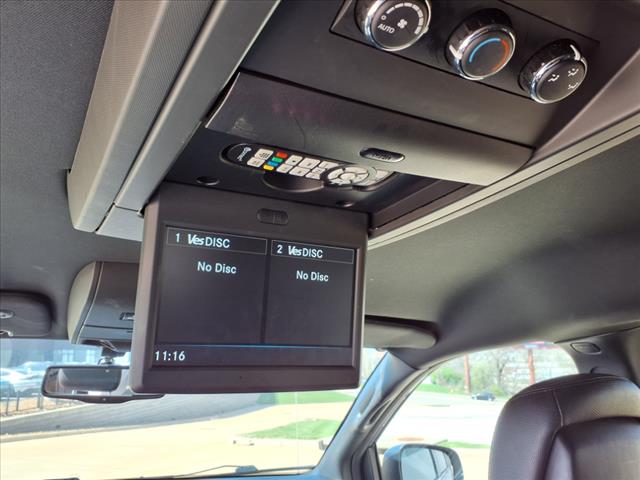 AUTO
1 VesDISC
2 VesDISC
No Disc
No Disc
11:16